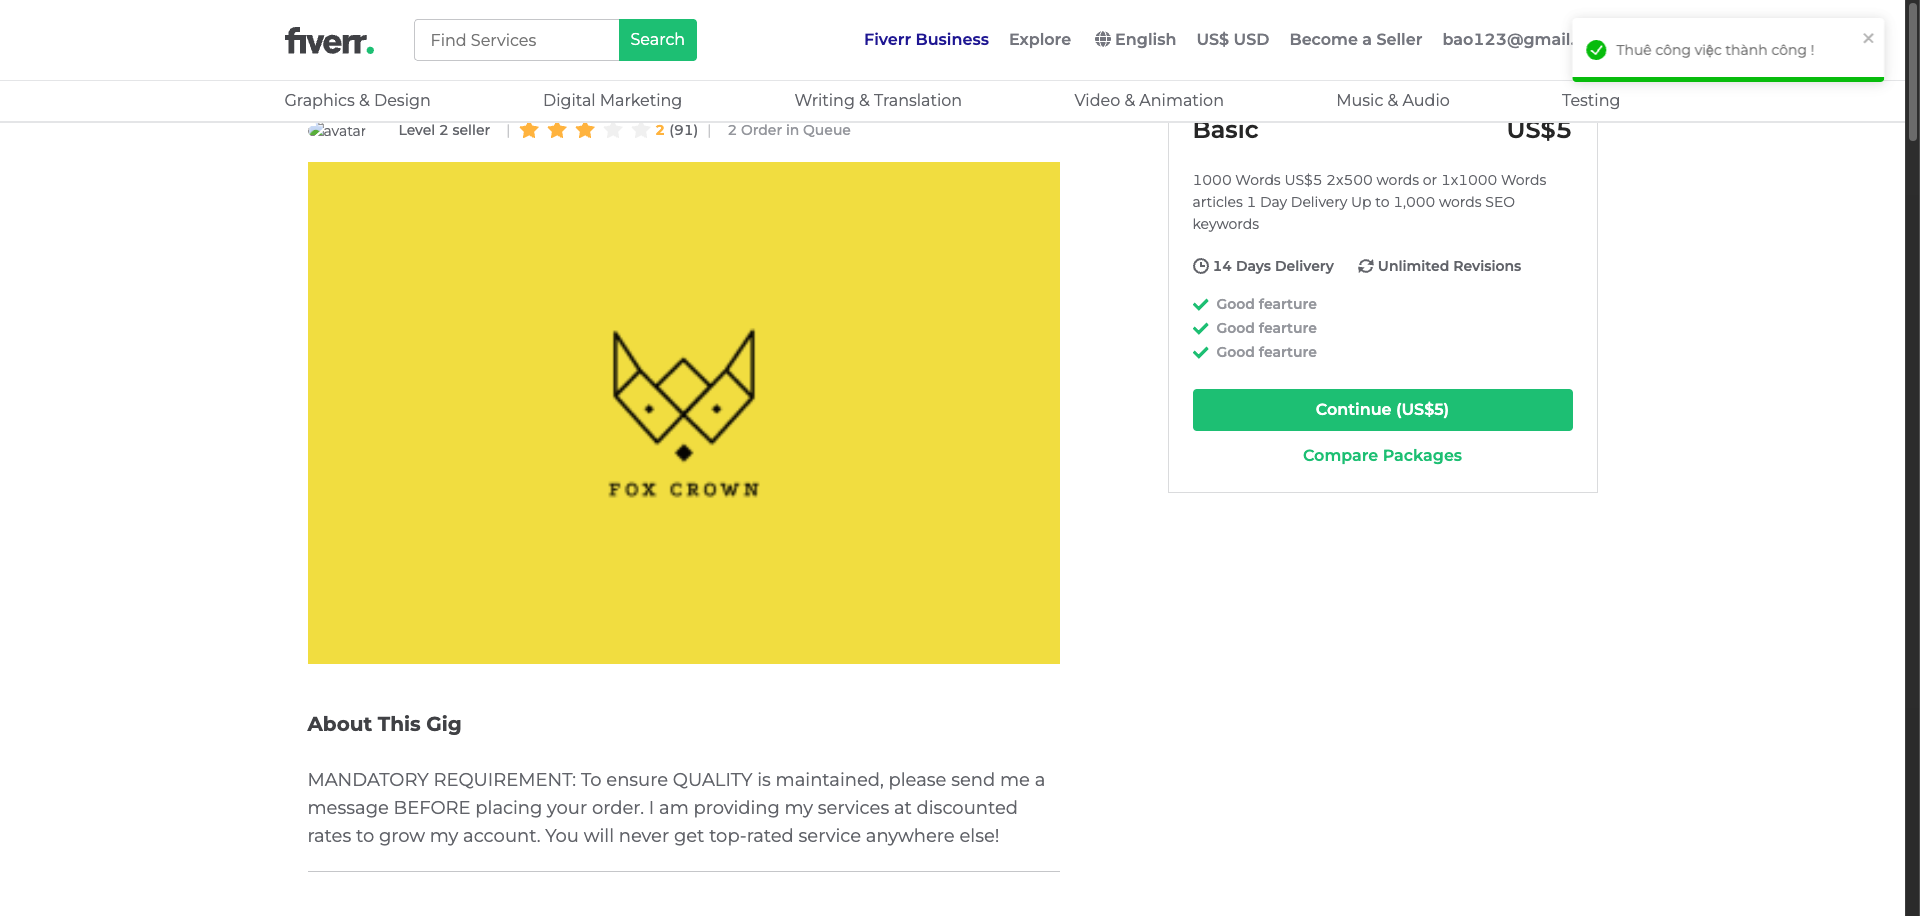 fiverr.
Find Services
Search
Fiverr Business
Explore
English
US$ USD
Become a Seller
bao123@gmail.
Thuê công việc thành công !
Graphics & Design
Digital Marketing
Writing & Translation
Video & Animation
Music & Audio
Testing
avatar
Level 2 seller
2 (91)
2 Order in Queue
FOX CROWN
About This Gig
MANDATORY REQUIREMENT: To ensure QUALITY is maintained, please send me a
message BEFORE placing your order. I am providing my services at discounted
rates to grow my account. You will never get top-rated service anywhere else!
Basic
US$5
1000 Words US$5 2x500 words or 1x1000 Words
articles 1 Day Delivery Up to 1,000 words SEO
keywords
14 Days Delivery
Unlimited Revisions
Good fearture
Good fearture
Good fearture
Continue (US$5)
Compare Packages